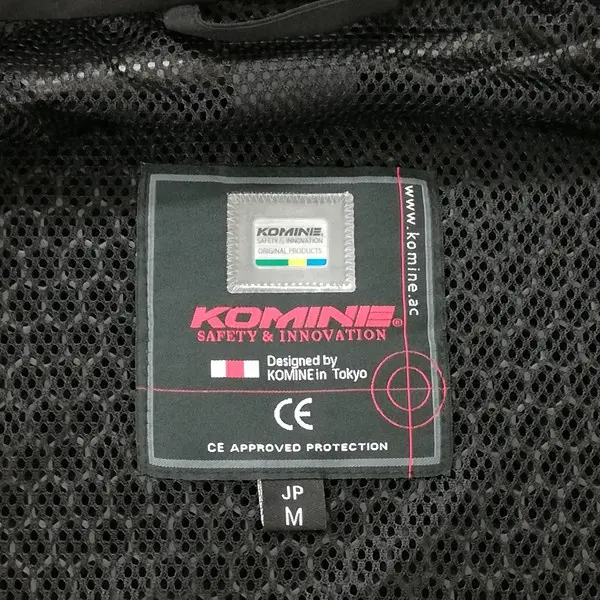 KOMINE
SAFETY & INNOVATION
ORIGINAL PRODUCTS
www.komine.ac
KOMINE®
SAFETY & INNOVATION
Designed by
KOMINE in Tokyo
CE
CE APPROVED PROTECTION
JP
M